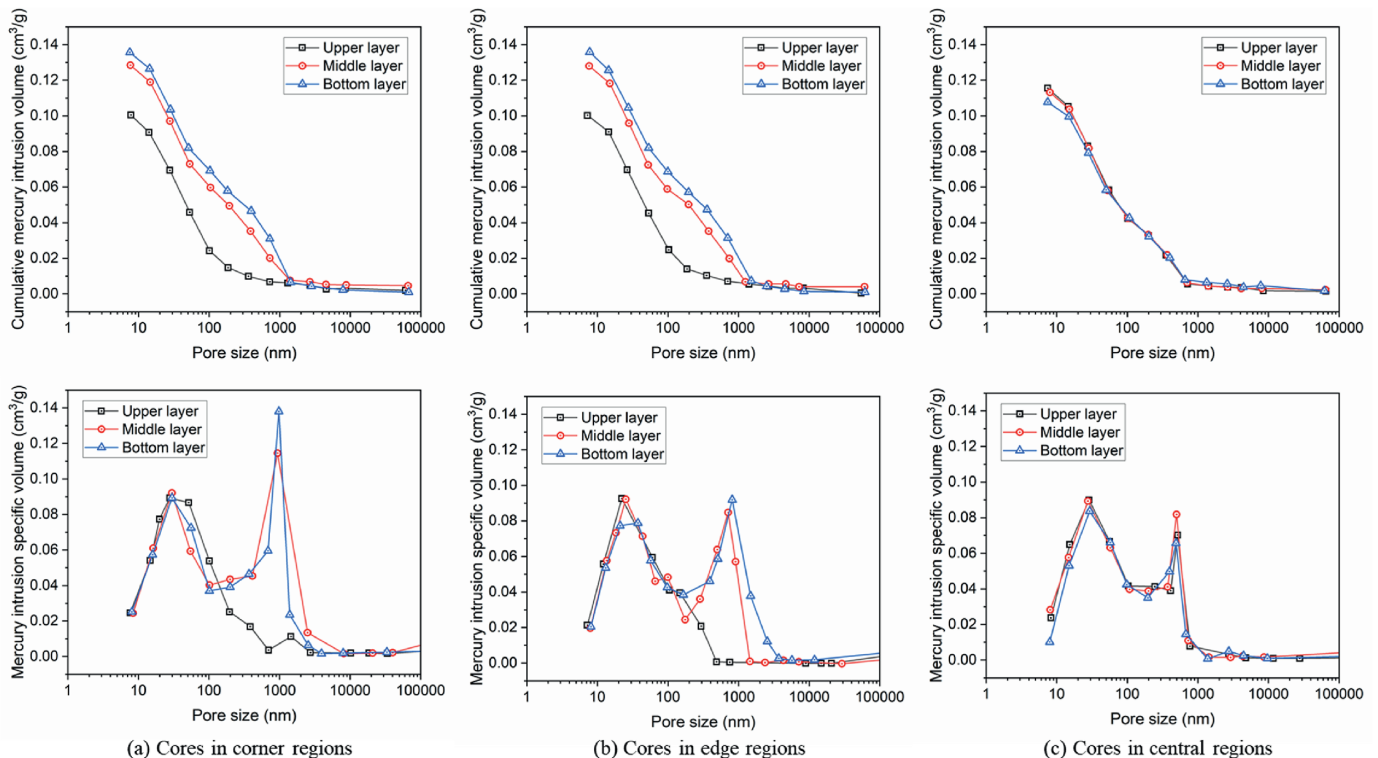 Cumulative mercury intrusion volume (cm³/g)
0.14
0.12
0.10
0.08
0.06
0.04
0.02
0.00
Upper layer
Middle layer
Bottom layer
1 10 100 1000 10000 100000
Pore size (nm)
Cumulative mercury intrusion volume (cm³/g)
0.14
0.12
0.10
0.08
0.06
0.04
0.02
0.00
Upper layer
Middle layer
Bottom layer
1 10 100 1000 10000 100000
Pore size (nm)
Cumulative mercury intrusion volume (cm³/g)
0.14
0.12
0.10
0.08
0.06
0.04
0.02
0.00
Upper layer
Middle layer
Bottom layer
1 10 100 1000 10000 100000
Pore size (nm)
Mercury intrusion specific volume (cm³/g)
0.14
0.12
0.10
0.08
0.06
0.04
0.02
0.00
Upper layer
Middle layer
Bottom layer
1 10 100 1000 10000 100000
Pore size (nm)
(a) Cores in corner regions
Mercury intrusion specific volume (cm³/g)
0.14
0.12
0.10
0.08
0.06
0.04
0.02
0.00
Upper layer
Middle layer
Bottom layer
1 10 100 1000 10000 100000
Pore size (nm)
(b) Cores in edge regions
Mercury intrusion specific volume (cm³/g)
0.14
0.12
0.10
0.08
0.06
0.04
0.02
0.00
Upper layer
Middle layer
Bottom layer
1 10 100 1000 10000 100000
Pore size (nm)
(c) Cores in central regions